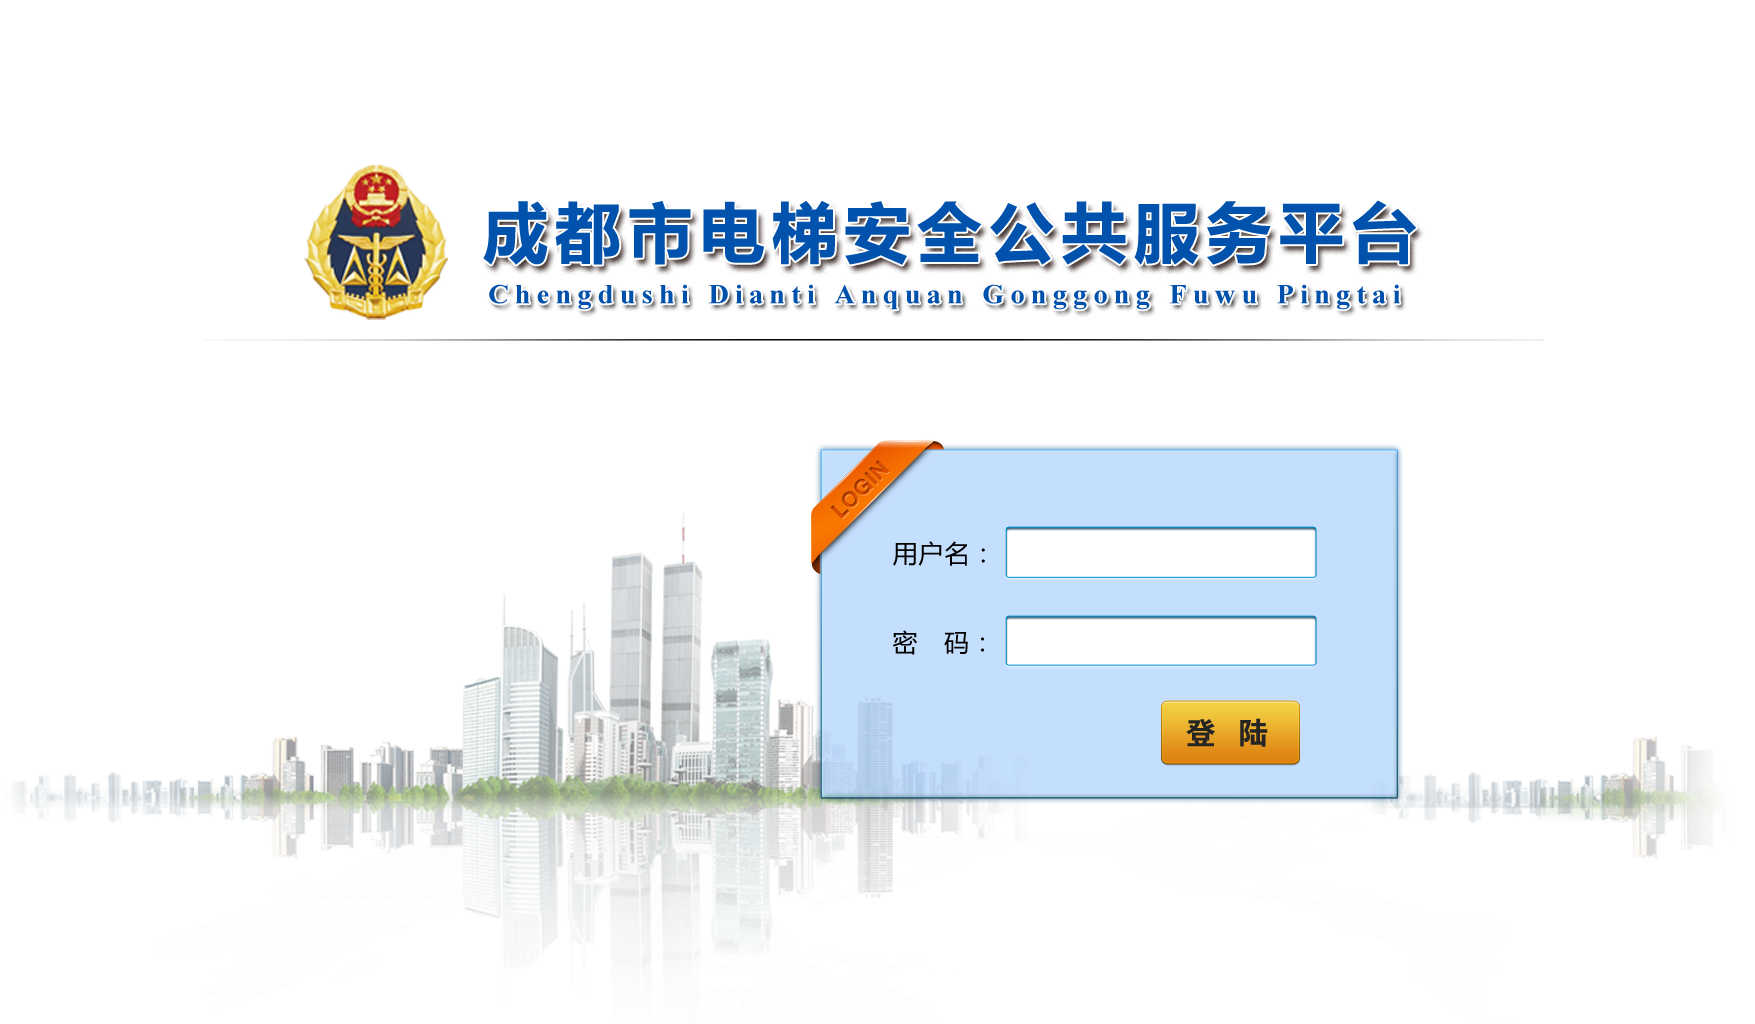 成都市电梯安全公共服务平台
Chengdushi Dianti Anquan Gonggong Fuwu Pingtai
LOGIN
用户名：
密 码：
登 陆